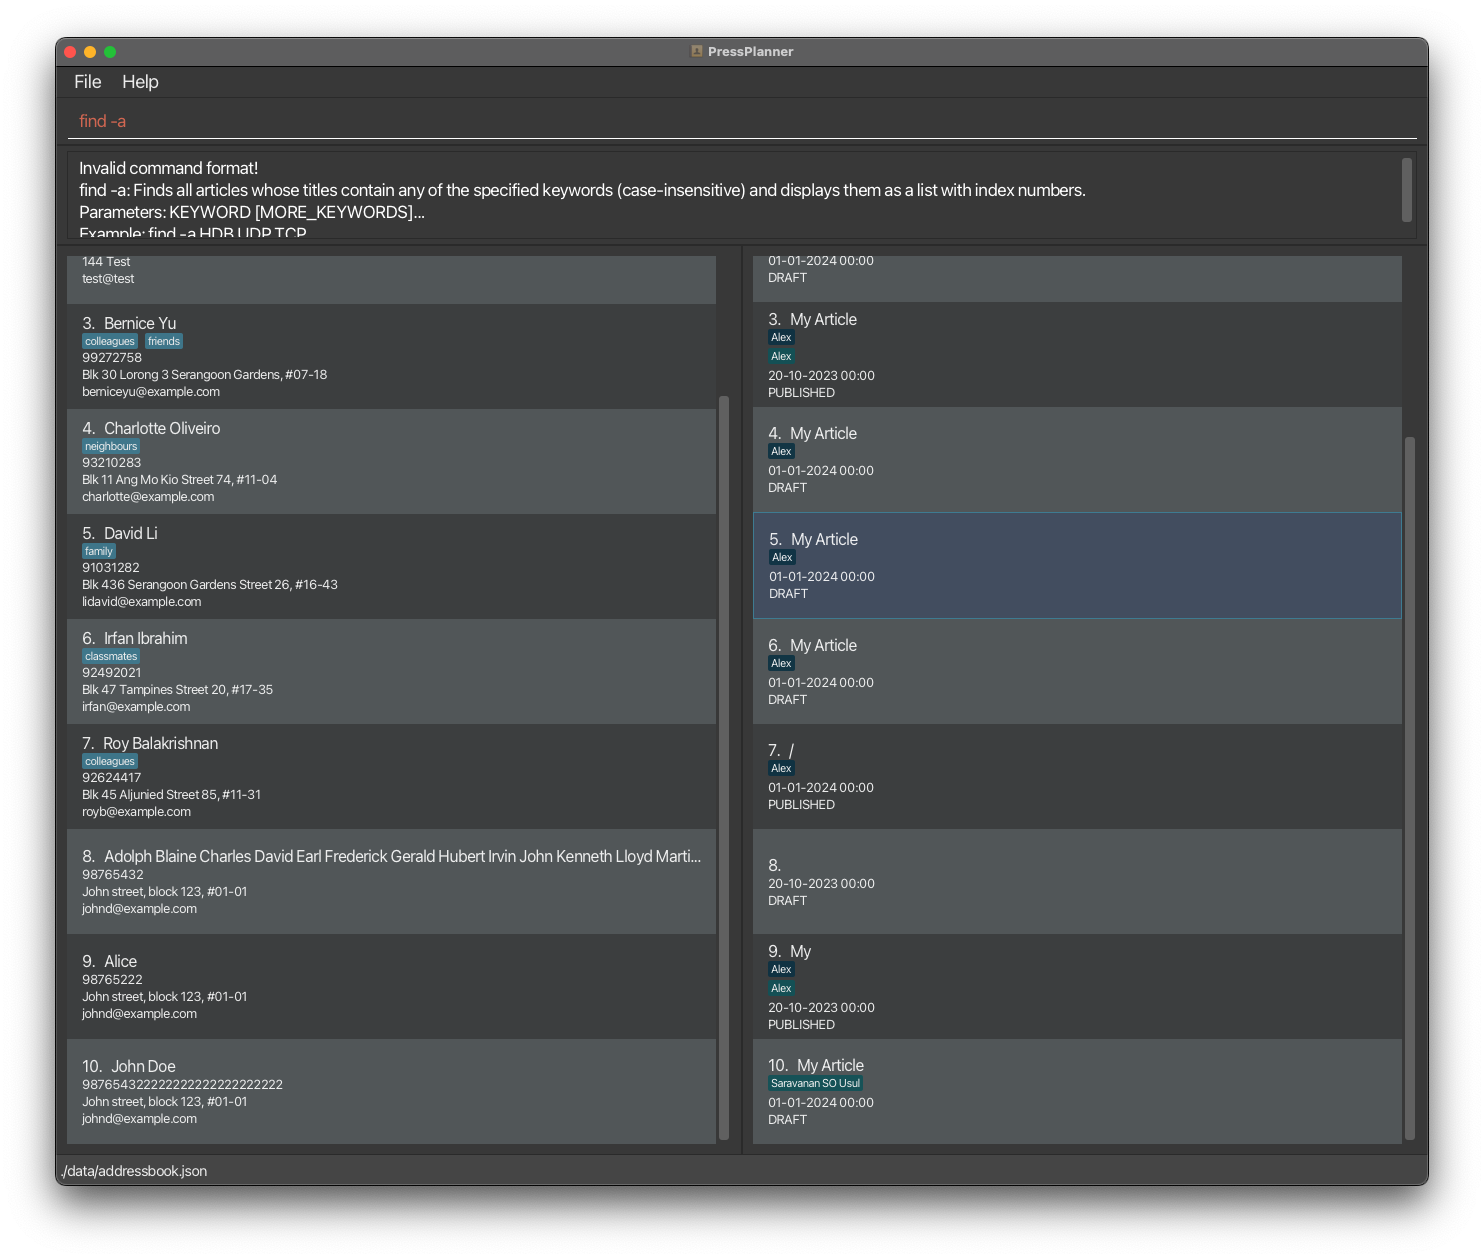 PressPlanner
File Help
find -a
Invalid command format!
find -a: Finds all articles whose titles contain any of the specified keywords (case-insensitive) and displays them as a list with index numbers.
Parameters: KEYWORD [MORE_KEYWORDS]...
Example: find -a HDB UDP TCP
144 Test
test@test
3. Bernice Yu
colleagues friends
99272758
Blk 30 Lorong 3 Serangoon Gardens, #07-18
berniceyu@example.com
4. Charlotte Oliveiro
neighbours
93210283
Blk 11 Ang Mo Kio Street 74, #11-04
charlotte@example.com
5. David Li
family
91031282
Blk 436 Serangoon Gardens Street 26, #16-43
lidavid@example.com
6. Irfan Ibrahim
classmates
92492021
Blk 47 Tampines Street 20, #17-35
irfan@example.com
7. Roy Balakrishnan
colleagues
92624417
Blk 45 Aljunied Street 85, #11-31
royb@example.com
8. Adolph Blaine Charles David Earl Frederick Gerald Hubert Irvin John Kenneth Lloyd Marti...
98765432
John street, block 123, #01-01
johnd@example.com
9. Alice
98765222
John street, block 123, #01-01
johnd@example.com
10. John Doe
987654322222222222222222222
John street, block 123, #01-01
johnd@example.com
01-01-2024 00:00
DRAFT
3. My Article
Alex
Alex
20-10-2023 00:00
PUBLISHED
4. My Article
Alex
01-01-2024 00:00
DRAFT
5. My Article
Alex
01-01-2024 00:00
DRAFT
6. My Article
Alex
01-01-2024 00:00
DRAFT
7. /
Alex
01-01-2024 00:00
PUBLISHED
8.
20-10-2023 00:00
DRAFT
9. My
Alex
Alex
20-10-2023 00:00
PUBLISHED
10. My Article
Saravanan SO Usul
01-01-2024 00:00
DRAFT
./data/addressbook.json